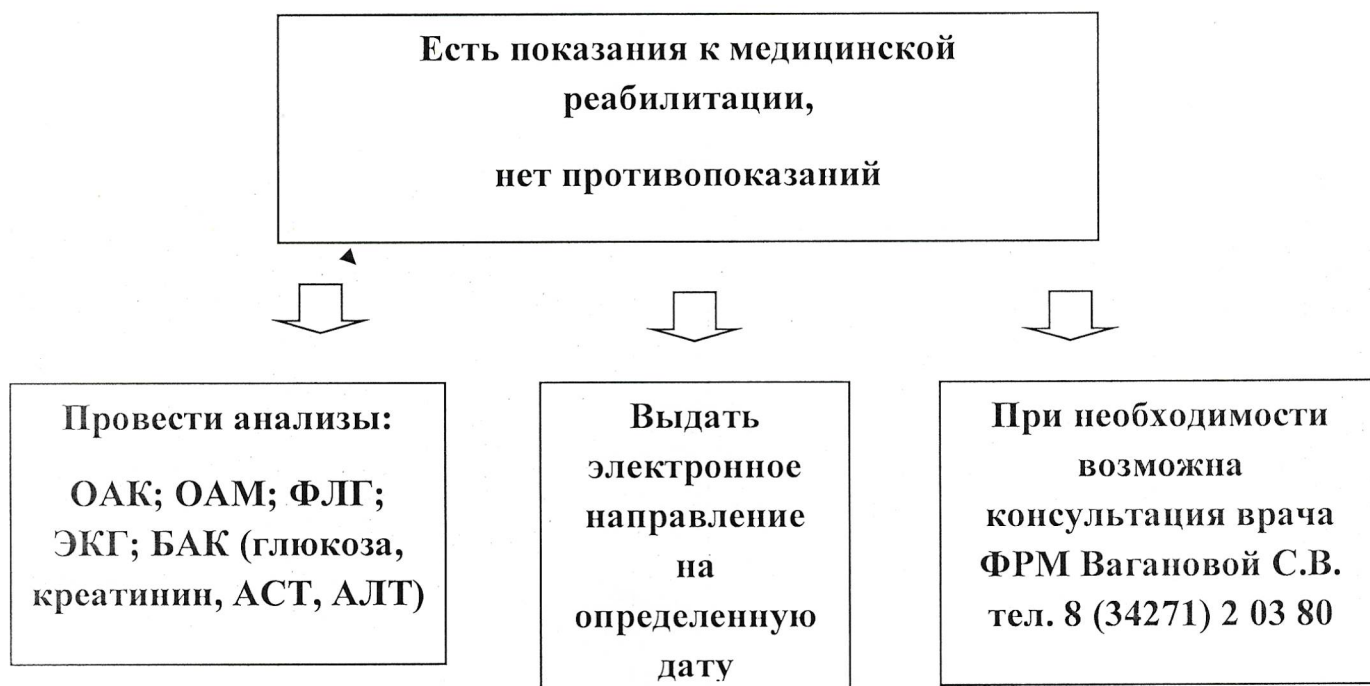 Есть показания к медицинской
реабилитации,
нет противопоказаний
Провести анализы:
ОАК; ОАМ; ФЛГ;
ЭКГ; БАК (глюкоза,
креатинин, АСТ, АЛТ)
Выдать
электронное
направление
на
определенную
дату
При необходимости
возможна
консультация врача
ФРМ Вагановой С.В.
тел. 8 (34271) 2 03 80